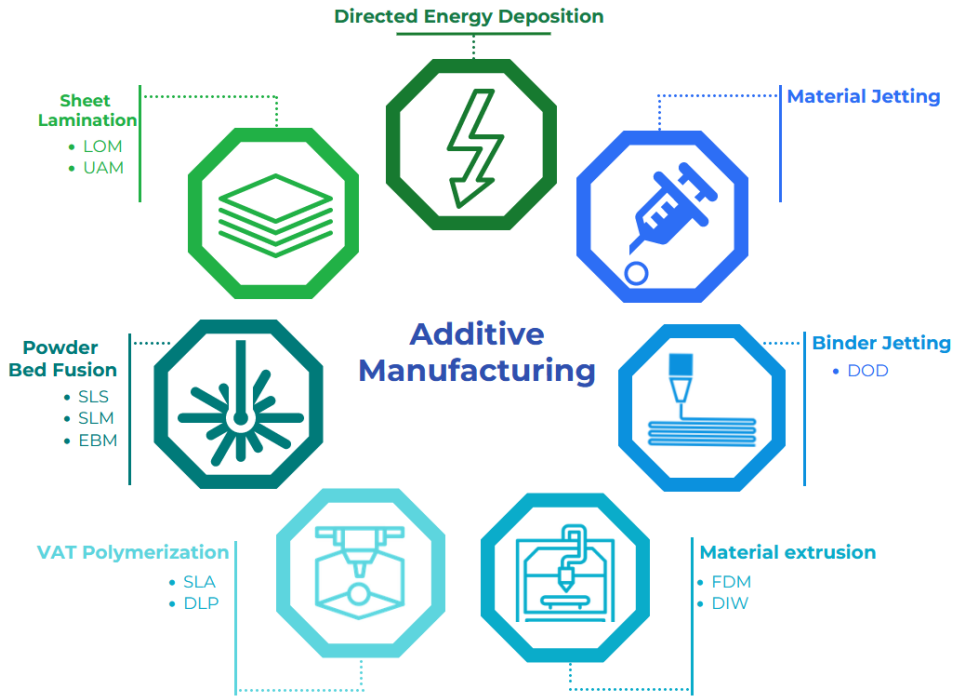 Directed Energy Deposition
Sheet
Lamination
• LOM
• UAM
Material Jetting
Additive
Manufacturing
Powder
Bed Fusion
• SLS
• SLM
• EBM
Binder Jetting
• DOD
VAT Polymerization
• SLA
• DLP
Material extrusion
• FDM
• DIW